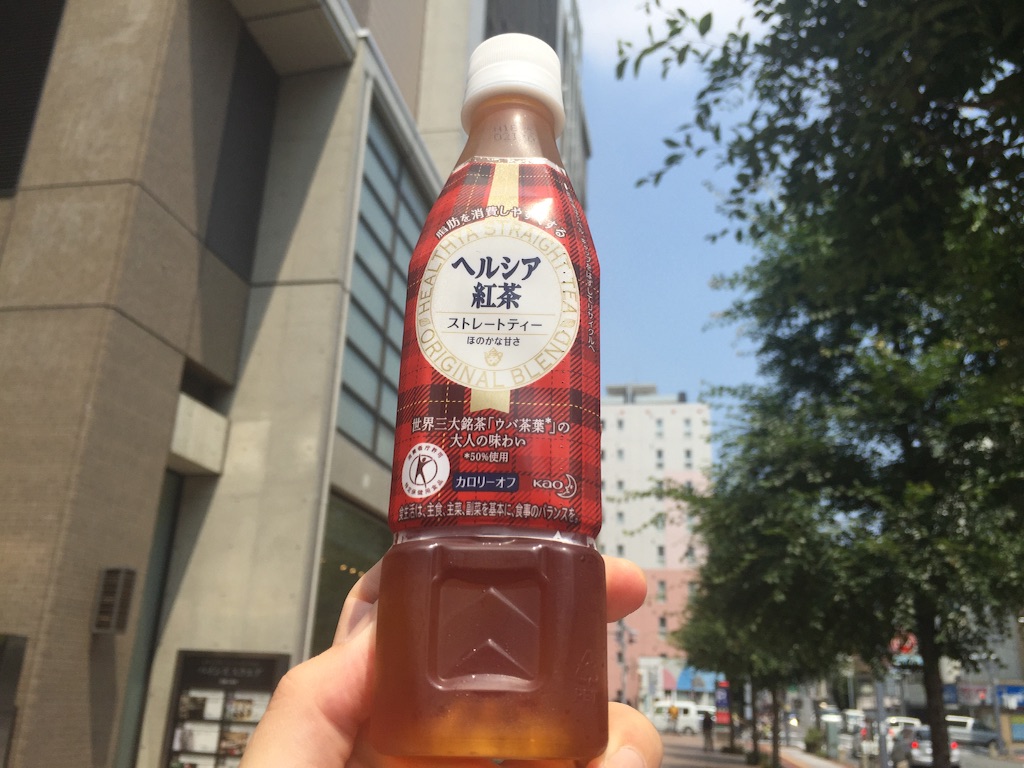 脂肪を消費しやすくする
HEALTHYA STRAIGHT TEA
ヘルシア
紅茶
ストレートティー
ほのかな甘さ
ORIGINAL BLEND
世界三大銘茶「ウバ茶葉*」の
大人の味わい
*50%使用
カロリーオフ
Kao
食生活は、主食、主菜、副菜を基本に、食事のバランスを。